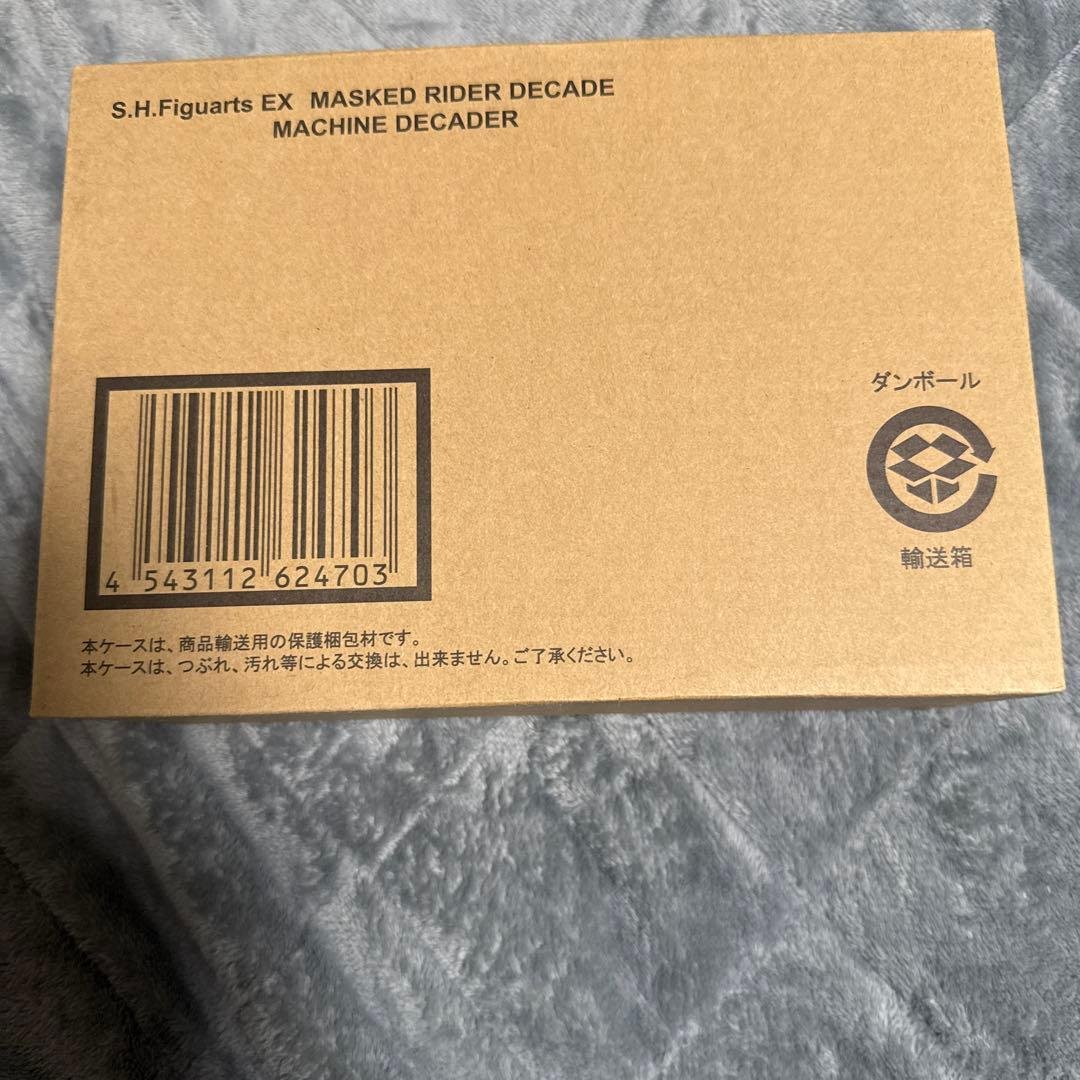 S.H.Figuarts EX MASKED RIDER DECADE
MACHINE DECADER
ダンボール
輸送箱
4 543112 624703
本ケースは、商品輸送用の保護梱包材です。
本ケースは、つぶれ、汚れ等による交換は、出来ません。ご了承ください。